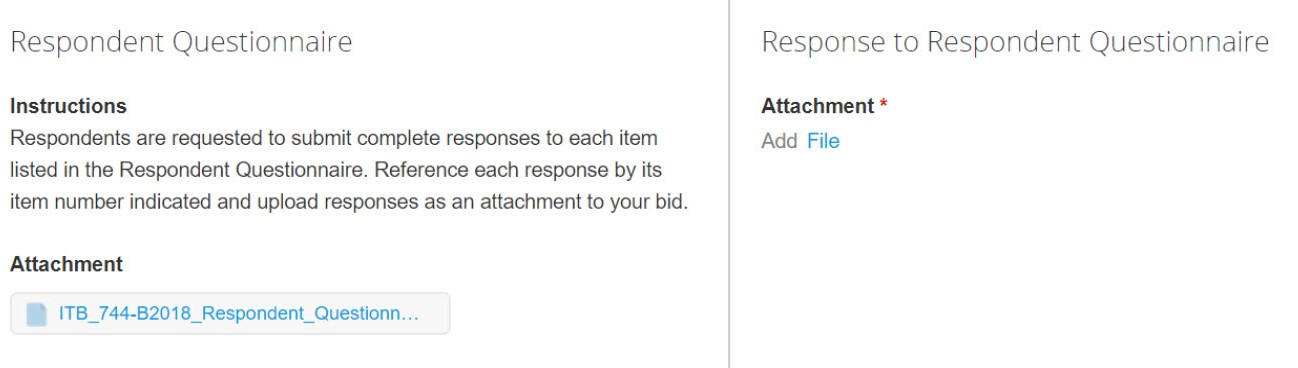 Respondent Questionnaire
Instructions
Respondents are requested to submit complete responses to each item
listed in the Respondent Questionnaire. Reference each response by its
item number indicated and upload responses as an attachment to your bid.
Attachment
ITB_744-B2018_Respondent_Questionn...
Response to Respondent Questionnaire
Attachment *
Add File